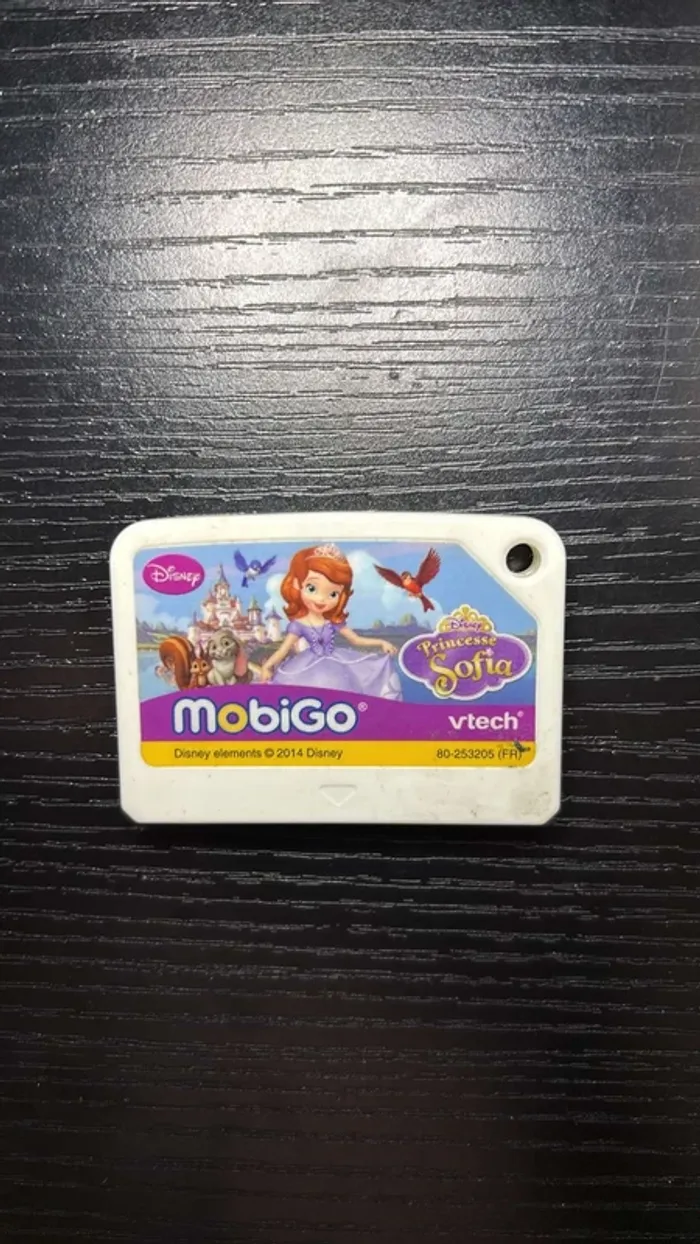 Disney
Disney
Princesse
Sofia
mobiGo®
vtech®
Disney elements © 2014 Disney
80-253205 (FR)